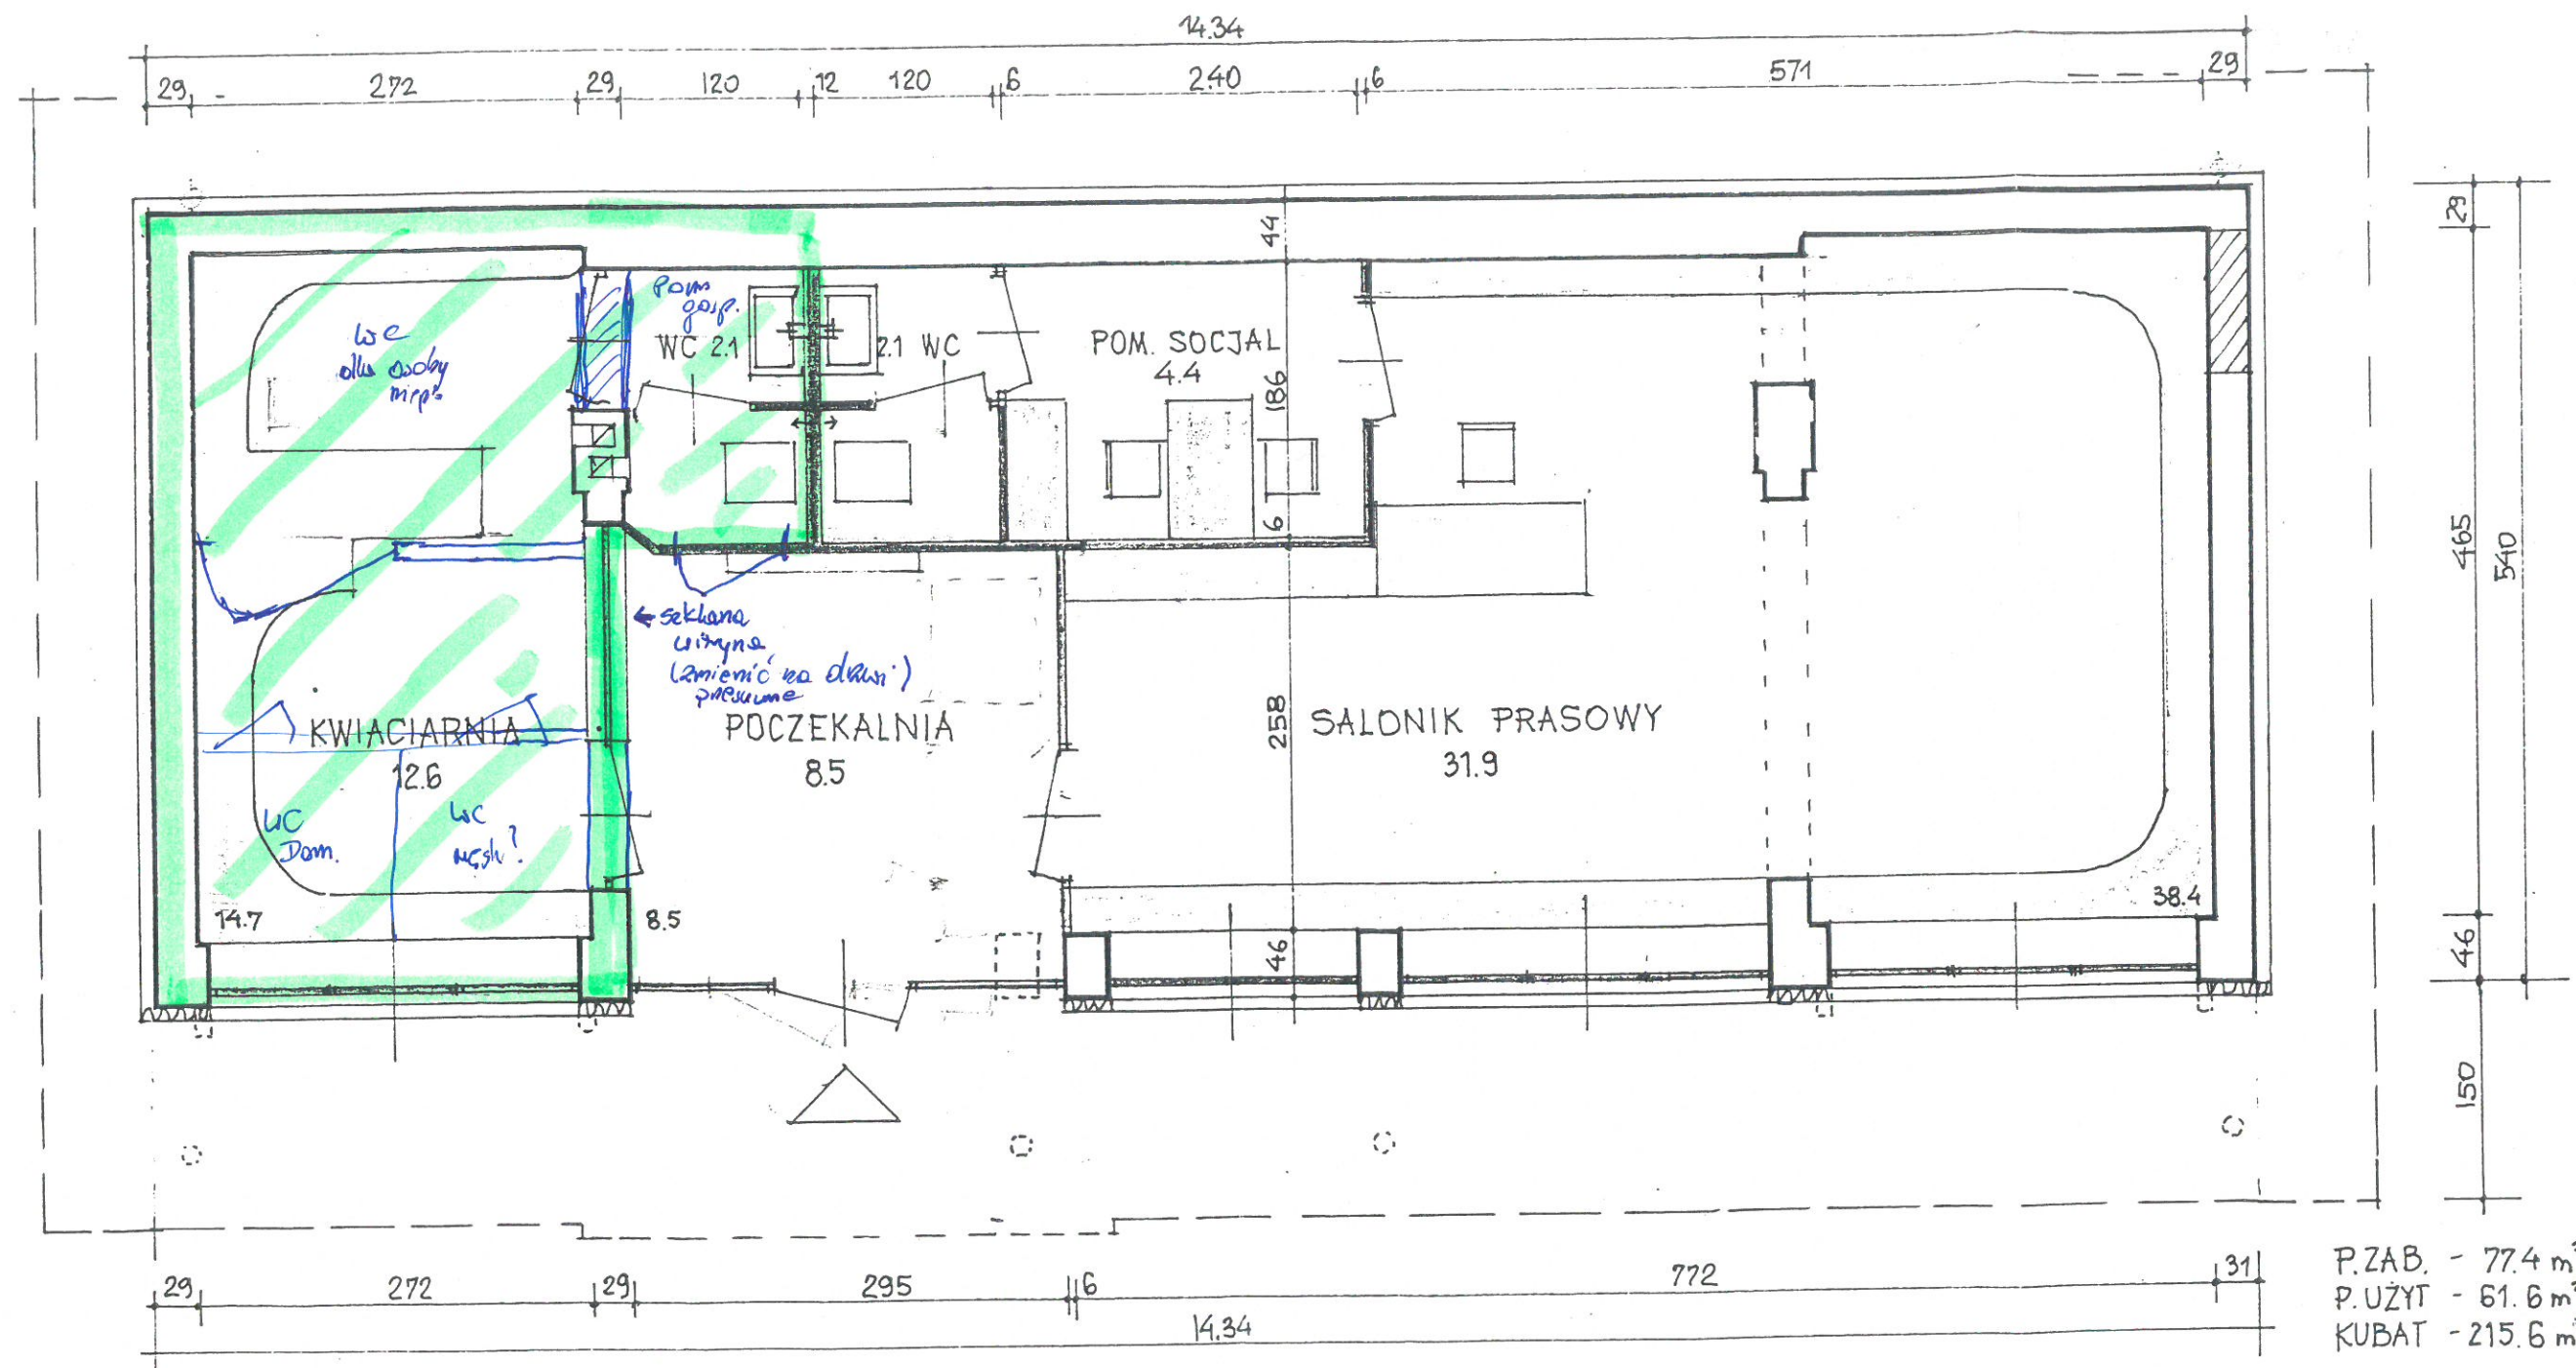 14.34
29 272 29 120 12 120 6 240 6 571 29
44
29
Pom
gosp.
WC
dla osoby
WC 2.1
2.1 WC
POM. SOCJAL
4.4
186
6
465
540
← szklana
witryna
(zmienić na drzwi)
KWIACIARNIA
12.6
POCZEKALNIA
8.5
258
SALONIK PRASOWY
31.9
WC
Dam.
WC
męsk?
14.7
8.5
38.4
46
46
150
29 272 29 295 6 772 31
14.34
P.ZAB. - 77.4 m²
P.UŻYT - 61.6 m²
KUBAT - 215.6 m